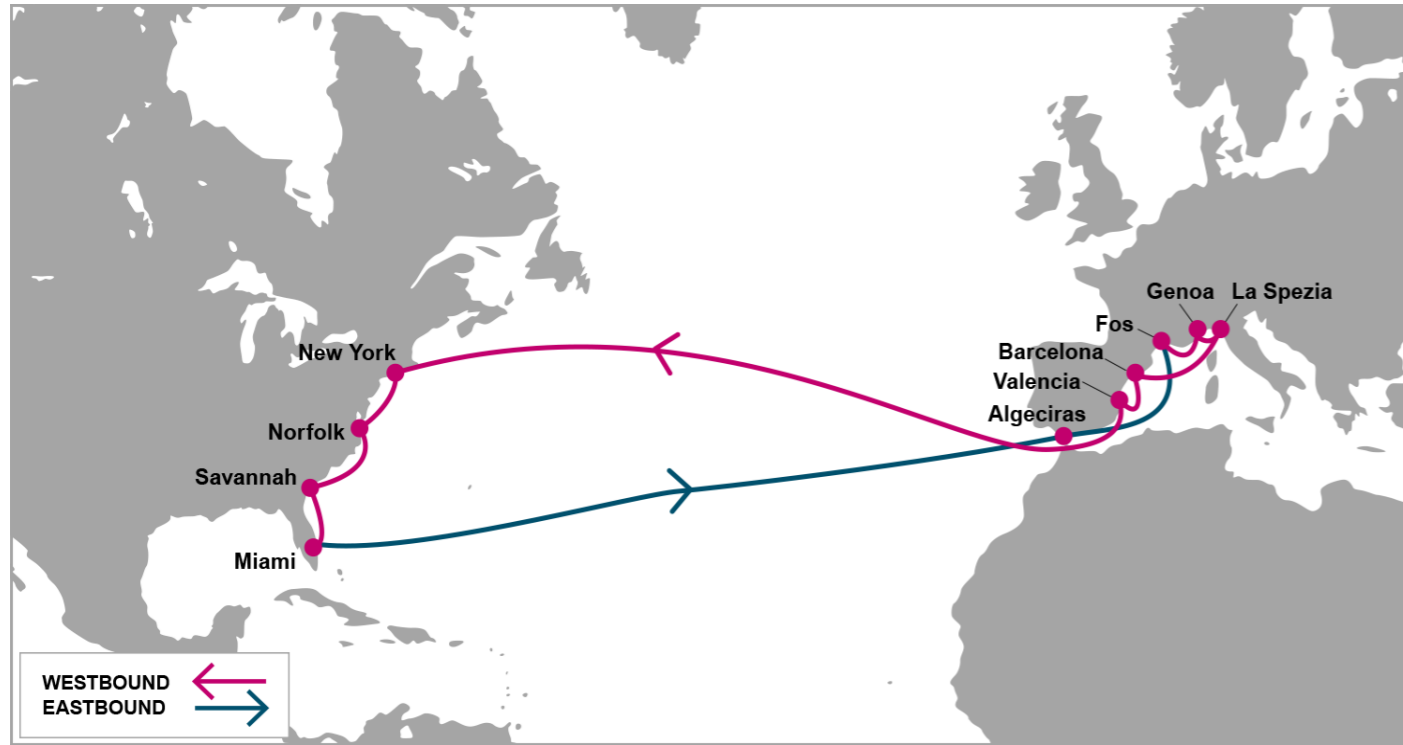 Genoa
La Spezia
Fos
New York
Barcelona
Valencia
Algeciras
Norfolk
Savannah
Miami
WESTBOUND
EASTBOUND